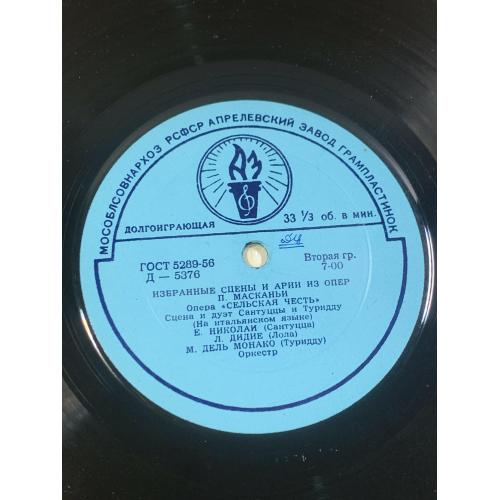 МОСОБЛСОВНАРХОЗ РСФСР АПРЕЛЕВСКИЙ ЗАВОД ГРАМПЛАСТИНОК
АЗ
ДОЛГОИГРАЮЩАЯ
33 1/3 об. в мин.
ГОСТ 5289-56
Д — 5376
Вторая гр.
7-00
ИЗБРАННЫЕ СЦЕНЫ И АРИИ ИЗ ОПЕР
П. МАСКАНЬИ
Опера «СЕЛЬСКАЯ ЧЕСТЬ»
Сцена и дуэт Сантуццы и Туридду
(На итальянском языке)
Е. НИКОЛАИ (Сантуцца)
Л. ДИДИЕ (Лола)
М. ДЕЛЬ МОНАКО (Туридду)
Оркестр